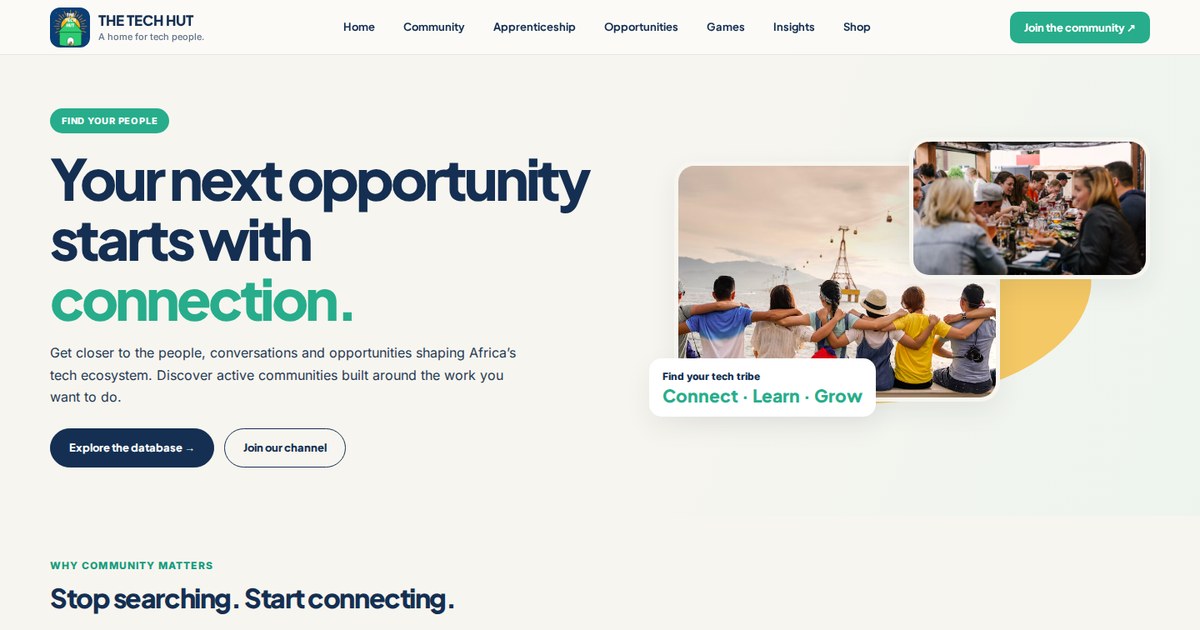 THE TECH HUT
A home for tech people.
Home Community Apprenticeship Opportunities Games Insights Shop
Join the community ↗
FIND YOUR PEOPLE
Your next opportunity
starts with
connection.
Get closer to the people, conversations and opportunities shaping Africa’s
tech ecosystem. Discover active communities built around the work you
want to do.
Explore the database →
Join our channel
Find your tech tribe
Connect · Learn · Grow
WHY COMMUNITY MATTERS
Stop searching. Start connecting.